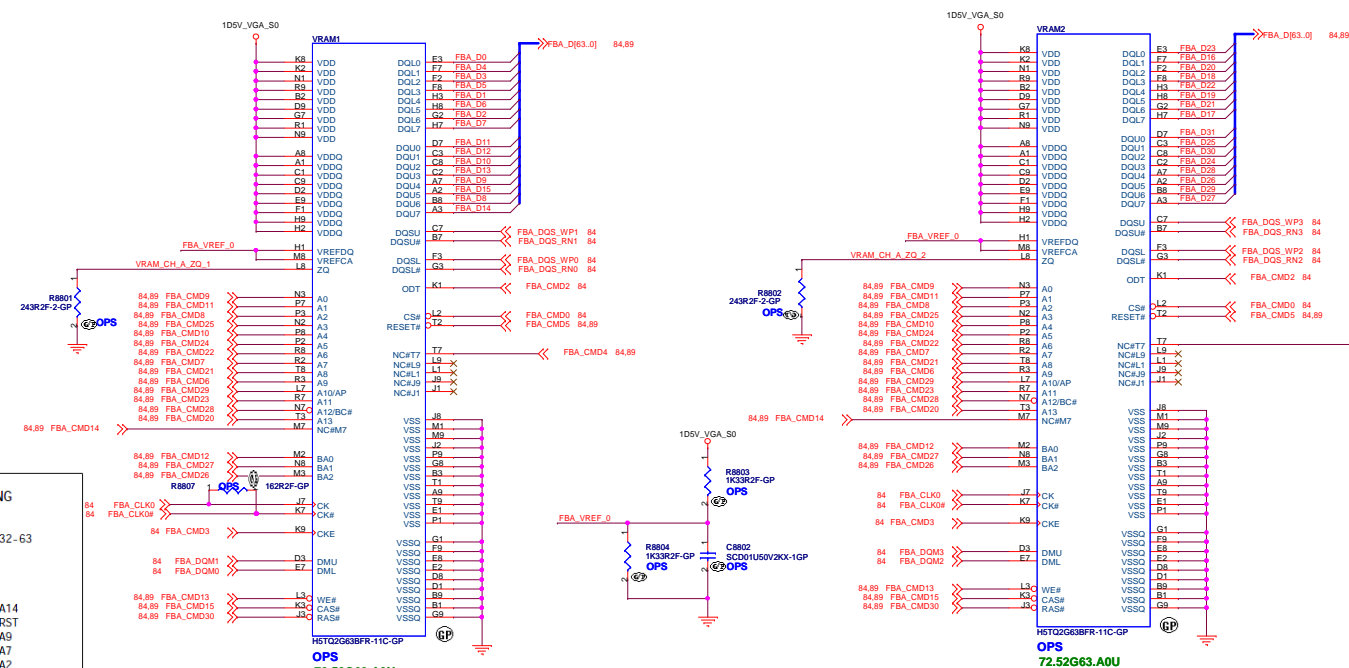 1D5V_VGA_S0
VRAM1
FBA_D[63..0] 84,89
K8 VDD DQL0 E3 FBA_D0
K2 VDD DQL1 F7 FBA_D4
N1 VDD DQL2 F2 FBA_D3
R9 VDD DQL3 F8 FBA_D5
B2 VDD DQL4 H3 FBA_D1
D9 VDD DQL5 H8 FBA_D6
G7 VDD DQL6 G2 FBA_D2
R1 VDD DQL7 H7 FBA_D7
N9 VDD
A8 VDDQ DQU0 D7 FBA_D11
A1 VDDQ DQU1 C3 FBA_D12
C1 VDDQ DQU2 C8 FBA_D10
C9 VDDQ DQU3 C2 FBA_D13
D2 VDDQ DQU4 A7 FBA_D9
E9 VDDQ DQU5 A2 FBA_D15
F1 VDDQ DQU6 B8 FBA_D8
H9 VDDQ DQU7 A3 FBA_D14
H2 VDDQ
DQSU C7 FBA_DQS_WP1 84
DQSU# B7 FBA_DQS_RN1 84
FBA_VREF_0 H1 VREFDQ
M8 VREFCA DQSL F3 FBA_DQS_WP0 84
VRAM_CH_A_ZQ_1 L8 ZQ DQSL# G3 FBA_DQS_RN0 84
ODT K1 FBA_CMD2 84
R8801
243R2F-2-GP
2 OPS
84,89 FBA_CMD9 N3 A0
84,89 FBA_CMD11 P7 A1
84,89 FBA_CMD8 P3 A2 CS# L2 FBA_CMD0 84
84,89 FBA_CMD25 N2 A3 RESET# T2 FBA_CMD5 84,89
84,89 FBA_CMD10 P8 A4
84,89 FBA_CMD24 P2 A5
84,89 FBA_CMD22 R8 A6 NC#T7 T7 FBA_CMD4 84,89
84,89 FBA_CMD7 R2 A7 NC#L9 L9
84,89 FBA_CMD21 T8 A8 NC#L1 L1
84,89 FBA_CMD6 R3 A9 NC#J9 J9
84,89 FBA_CMD29 L7 A10/AP NC#J1 J1
84,89 FBA_CMD23 R7 A11
84,89 FBA_CMD28 N7 A12/BC#
84,89 FBA_CMD20 T3 A13
84,89 FBA_CMD14 M7 NC#M7
VSS J8
VSS M1
VSS M9
VSS J2
VSS P9
VSS G8
VSS B3
VSS T1
VSS A9
VSS T9
VSS E1
VSS P1
84,89 FBA_CMD12 M2 BA0
84,89 FBA_CMD27 N8 BA1
84,89 FBA_CMD26 M3 BA2
R8807 OPS 162R2F-GP
84 FBA_CLK0 J7 CK
84 FBA_CLK0# K7 CK#
84 FBA_CMD3 K9 CKE
84 FBA_DQM1 D3 DMU
84 FBA_DQM0 E7 DML
84,89 FBA_CMD13 L3 WE#
84,89 FBA_CMD15 K3 CAS#
84,89 FBA_CMD30 J3 RAS#
VSSQ G1
VSSQ F9
VSSQ E8
VSSQ E2
VSSQ D8
VSSQ D1
VSSQ B9
VSSQ B1
VSSQ G9
GP
H5TQ2G63BFR-11C-GP
OPS
NG
32-63
A14
RST
A9
A7
A2
1D5V_VGA_S0
1
R8803
1K33R2F-GP
OPS
2
FBA_VREF_0
1
R8804
1K33R2F-GP
OPS
2
1
C8802
SCD01U50V2KX-1GP
OPS
2
1D5V_VGA_S0
VRAM2
FBA_D[63..0] 84,89
K8 VDD DQL0 E3 FBA_D23
K2 VDD DQL1 F7 FBA_D16
N1 VDD DQL2 F2 FBA_D20
R9 VDD DQL3 F8 FBA_D18
B2 VDD DQL4 H3 FBA_D22
D9 VDD DQL5 H8 FBA_D19
G7 VDD DQL6 G2 FBA_D21
R1 VDD DQL7 H7 FBA_D17
N9 VDD
A8 VDDQ DQU0 D7 FBA_D31
A1 VDDQ DQU1 C3 FBA_D25
C1 VDDQ DQU2 C8 FBA_D30
C9 VDDQ DQU3 C2 FBA_D24
D2 VDDQ DQU4 A7 FBA_D28
E9 VDDQ DQU5 A2 FBA_D26
F1 VDDQ DQU6 B8 FBA_D29
H9 VDDQ DQU7 A3 FBA_D27
H2 VDDQ
DQSU C7 FBA_DQS_WP3 84
DQSU# B7 FBA_DQS_RN3 84
FBA_VREF_0 H1 VREFDQ
M8 VREFCA DQSL F3 FBA_DQS_WP2 84
VRAM_CH_A_ZQ_2 L8 ZQ DQSL# G3 FBA_DQS_RN2 84
ODT K1 FBA_CMD2 84
1
R8802
243R2F-2-GP
OPS
84,89 FBA_CMD9 N3 A0
84,89 FBA_CMD11 P7 A1
84,89 FBA_CMD8 P3 A2 CS# L2 FBA_CMD0 84
84,89 FBA_CMD25 N2 A3 RESET# T2 FBA_CMD5 84,89
84,89 FBA_CMD10 P8 A4
84,89 FBA_CMD24 P2 A5
84,89 FBA_CMD22 R8 A6 NC#T7 T7
84,89 FBA_CMD7 R2 A7 NC#L9 L9
84,89 FBA_CMD21 T8 A8 NC#L1 L1
84,89 FBA_CMD6 R3 A9 NC#J9 J9
84,89 FBA_CMD29 L7 A10/AP NC#J1 J1
84,89 FBA_CMD23 R7 A11
84,89 FBA_CMD28 N7 A12/BC#
84,89 FBA_CMD20 T3 A13
84,89 FBA_CMD14 M7 NC#M7
VSS J8
VSS M1
VSS M9
VSS J2
VSS P9
VSS G8
VSS B3
VSS T1
VSS A9
VSS T9
VSS E1
VSS P1
84,89 FBA_CMD12 M2 BA0
84,89 FBA_CMD27 N8 BA1
84,89 FBA_CMD26 M3 BA2
84 FBA_CLK0 J7 CK
84 FBA_CLK0# K7 CK#
84 FBA_CMD3 K9 CKE
84 FBA_DQM3 D3 DMU
84 FBA_DQM2 E7 DML
84,89 FBA_CMD13 L3 WE#
84,89 FBA_CMD15 K3 CAS#
84,89 FBA_CMD30 J3 RAS#
VSSQ G1
VSSQ F9
VSSQ E8
VSSQ E2
VSSQ D8
VSSQ D1
VSSQ B9
VSSQ B1
VSSQ G9
GP
H5TQ2G63BFR-11C-GP
OPS
72.52G63.A0U